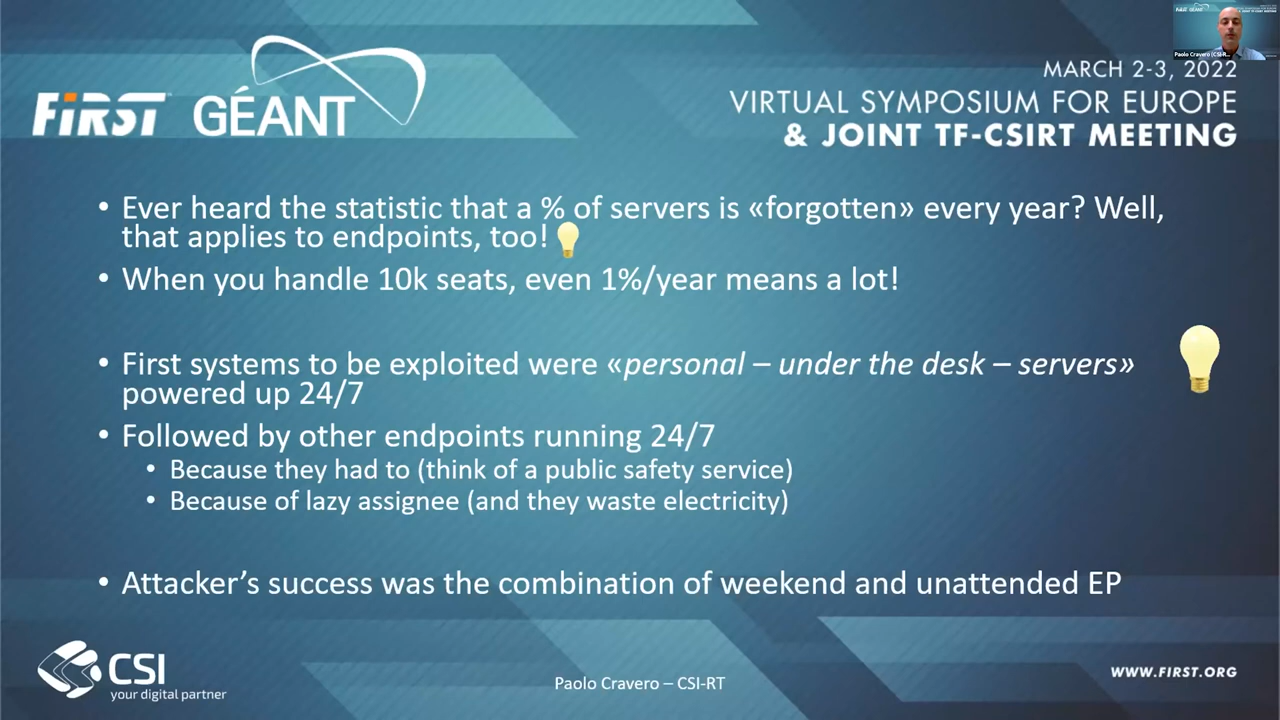 FiRST GÉANT
MARCH 2-3, 2022
VIRTUAL SYMPOSIUM FOR EUROPE
& JOINT TF-CSIRT MEETING
• Ever heard the statistic that a % of servers is «forgotten» every year? Well,
that applies to endpoints, too!
• When you handle 10k seats, even 1%/year means a lot!
• First systems to be exploited were «personal – under the desk – servers»
powered up 24/7
• Followed by other endpoints running 24/7
• Because they had to (think of a public safety service)
• Because of lazy assignee (and they waste electricity)
• Attacker’s success was the combination of weekend and unattended EP
CSI
your digital partner
Paolo Cravero – CSI-RT
WWW.FIRST.ORG